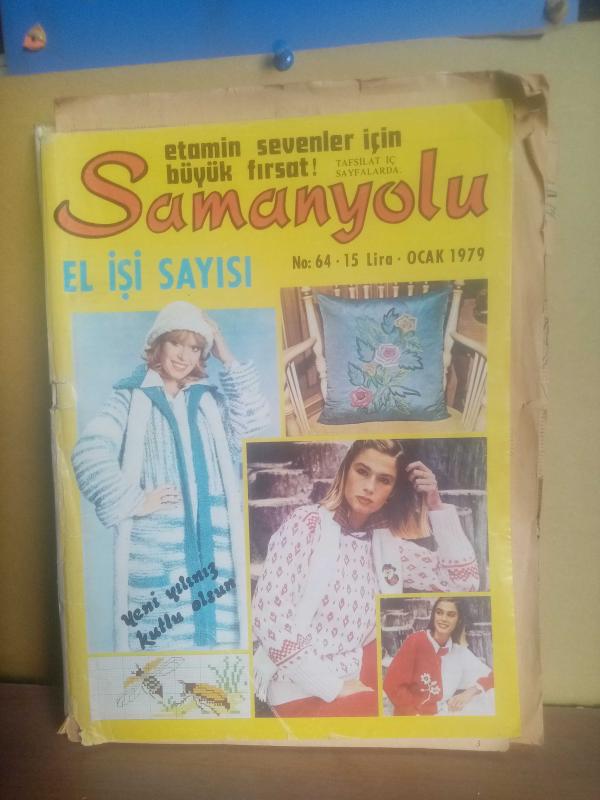 etamin sevenler için
büyük fırsat!
TAFSİLAT İÇ
SAYFALARDA.
Samanyolu
EL İŞİ SAYISI
No: 64 · 15 Lira · OCAK 1979
Yeni yılınız
kutlu olsun
3